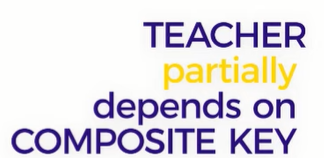 TEACHER
partially
depends on
COMPOSITE KEY